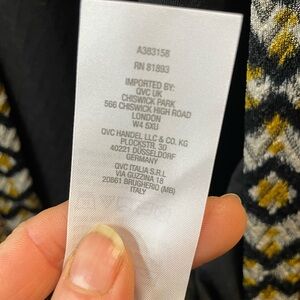 A383158
RN 81893
IMPORTED BY:
QVC UK
CHISWICK PARK
566 CHISWICK HIGH ROAD
LONDON
W4 5XU
QVC HANDEL LLC & CO. KG
PLOCKSTR. 30
40221 DUSSELDORF
GERMANY
QVC ITALIA S.R.L
VIA GUZZINA 18
20861 BRUGHERIO (MB)
ITALY